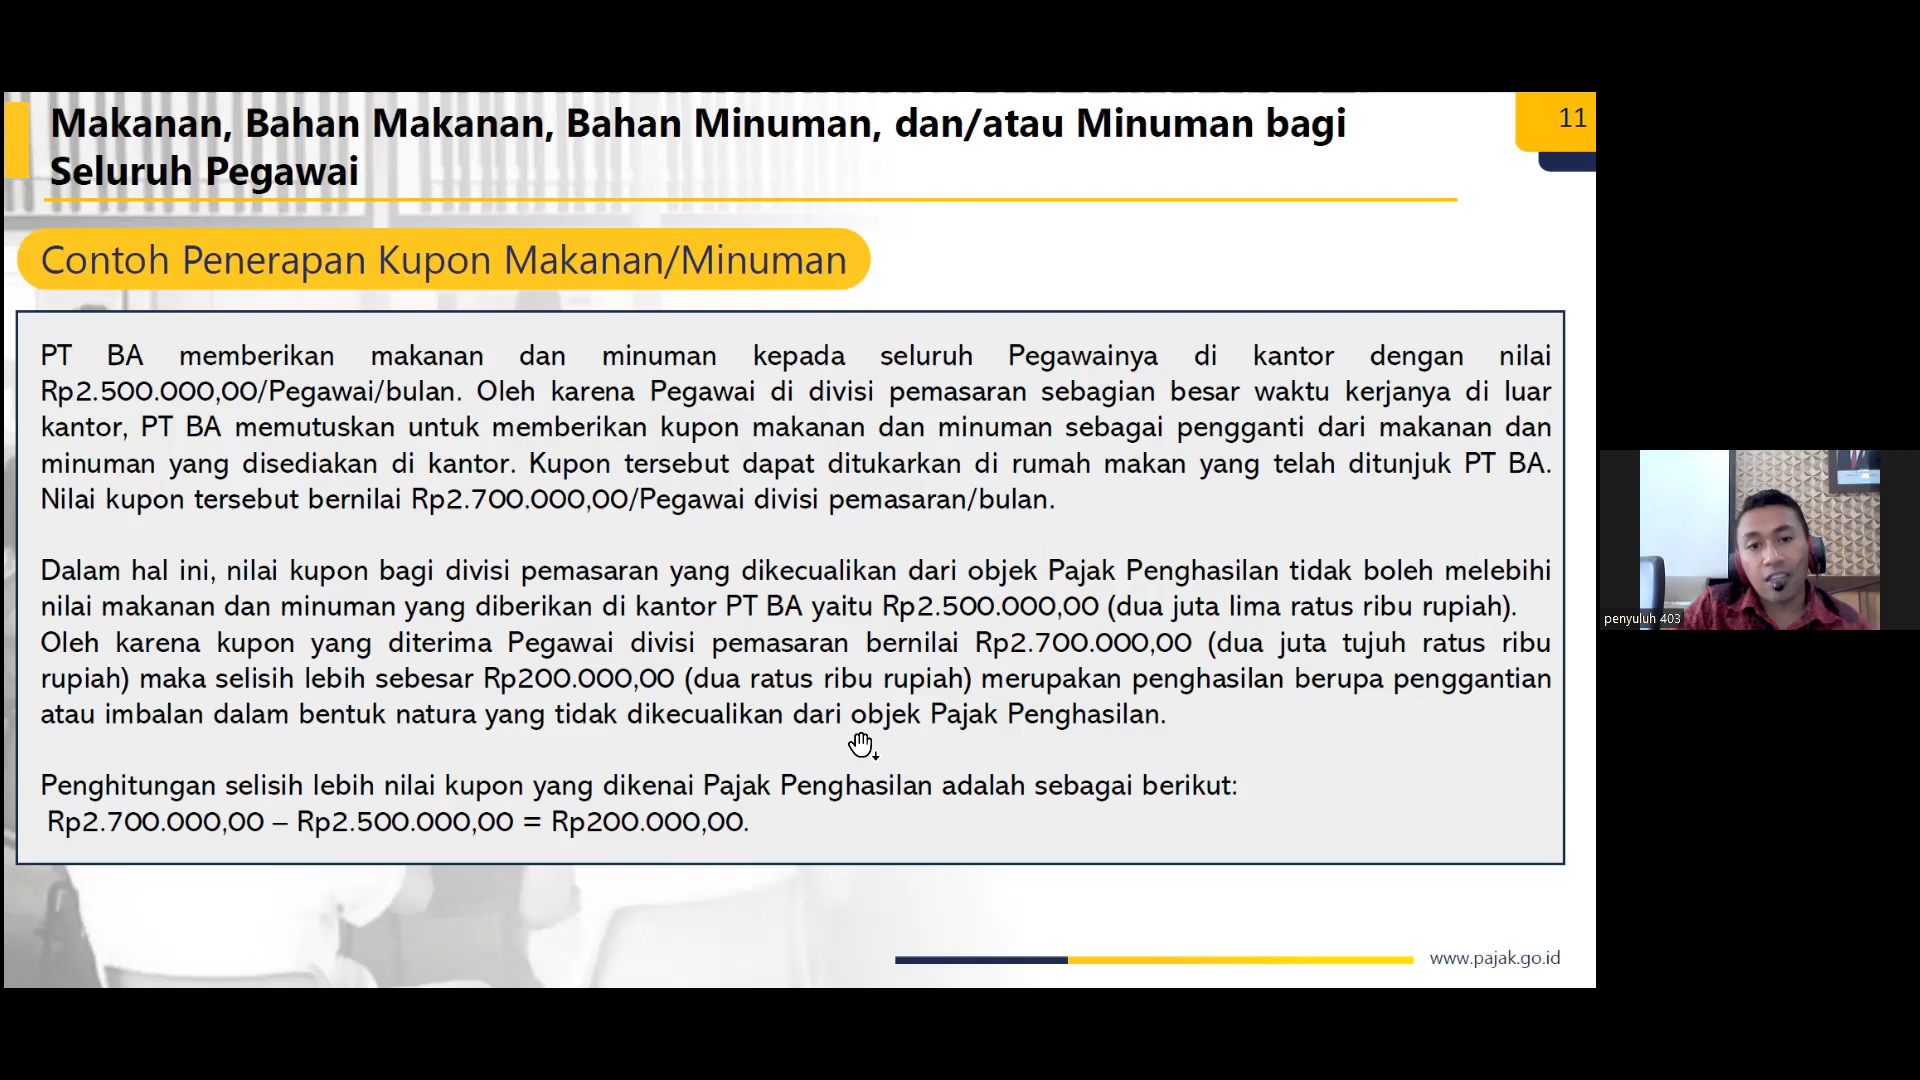 Makanan, Bahan Makanan, Bahan Minuman, dan/atau Minuman bagi
Seluruh Pegawai
11
Contoh Penerapan Kupon Makanan/Minuman
PT BA memberikan makanan dan minuman kepada seluruh Pegawainya di kantor dengan nilai
Rp2.500.000,00/Pegawai/bulan. Oleh karena Pegawai di divisi pemasaran sebagian besar waktu kerjanya di luar
kantor, PT BA memutuskan untuk memberikan kupon makanan dan minuman sebagai pengganti dari makanan dan
minuman yang disediakan di kantor. Kupon tersebut dapat ditukarkan di rumah makan yang telah ditunjuk PT BA.
Nilai kupon tersebut bernilai Rp2.700.000,00/Pegawai divisi pemasaran/bulan.
Dalam hal ini, nilai kupon bagi divisi pemasaran yang dikecualikan dari objek Pajak Penghasilan tidak boleh melebihi
nilai makanan dan minuman yang diberikan di kantor PT BA yaitu Rp2.500.000,00 (dua juta lima ratus ribu rupiah).
Oleh karena kupon yang diterima Pegawai divisi pemasaran bernilai Rp2.700.000,00 (dua juta tujuh ratus ribu
rupiah) maka selisih lebih sebesar Rp200.000,00 (dua ratus ribu rupiah) merupakan penghasilan berupa penggantian
atau imbalan dalam bentuk natura yang tidak dikecualikan dari objek Pajak Penghasilan.
Penghitungan selisih lebih nilai kupon yang dikenai Pajak Penghasilan adalah sebagai berikut:
Rp2.700.000,00 – Rp2.500.000,00 = Rp200.000,00.
www.pajak.go.id
penyuluh 403